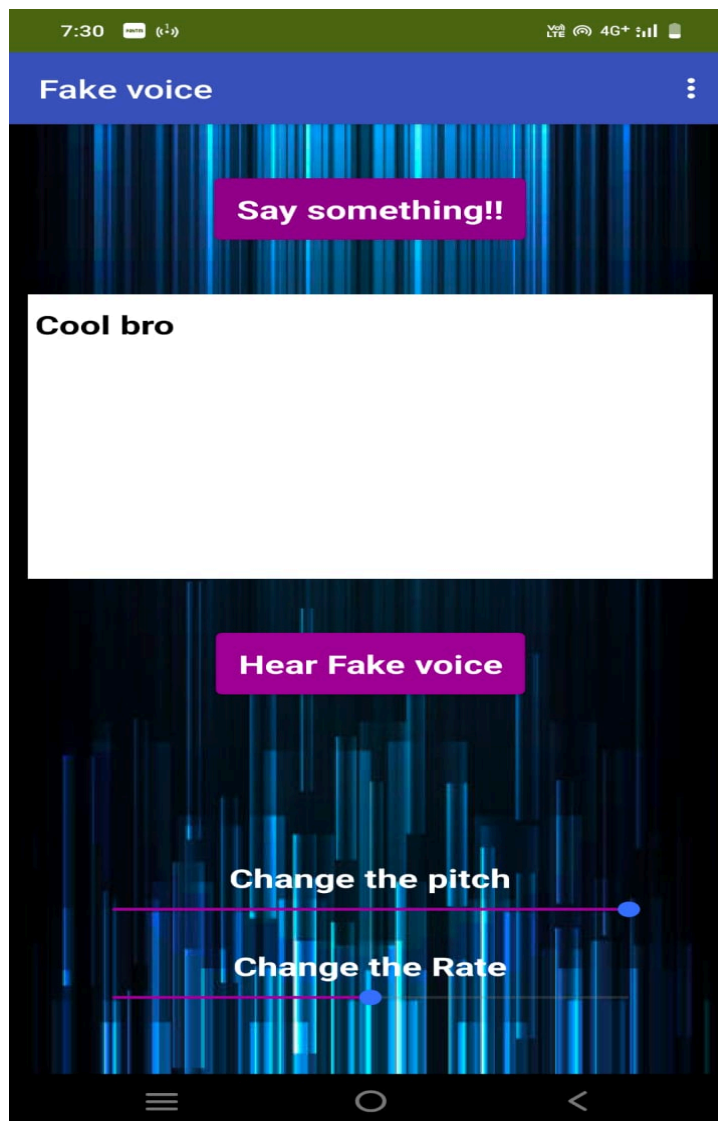 7:30
4G+
Fake voice
Say something!!
Cool bro
Hear Fake voice
Change the pitch
Change the Rate